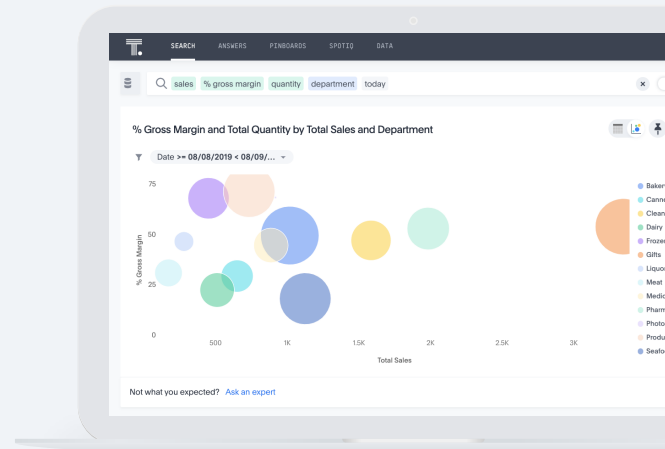 T.
SEARCH ANSWERS PINBOARDS SPOTIQ DATA
sales % gross margin quantity department today
% Gross Margin and Total Quantity by Total Sales and Department
Date >= 08/08/2019 < 08/09/...
% Gross Margin
75
50
25
0
500 1K 1.5K 2K 2.5K 3K
Total Sales
Baker
Canne
Clean
Dairy
Frozer
Gifts
Liquor
Meat
Medic
Pharm
Photo
Produ
Seafo
Not what you expected? Ask an expert